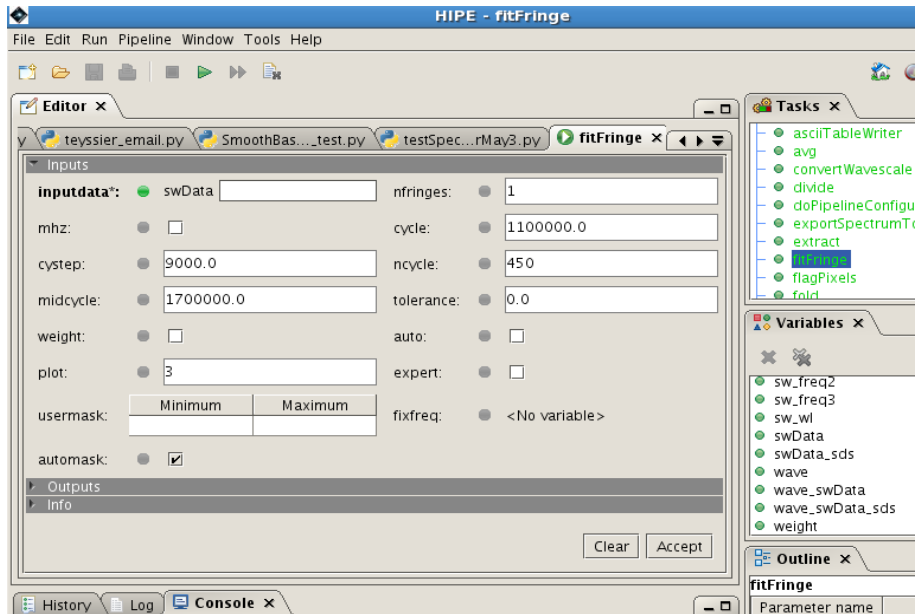 HIPE - fitFringe
File Edit Run Pipeline Window Tools Help
Editor
y teyssier_email.py SmoothBas..._test.py testSpec...rMay3.py fitFringe
Inputs
inputdata*: swData nfringes: 1
mhz: cycle: 1100000.0
cystep: 9000.0 ncycle: 450
midcycle: 1700000.0 tolerance: 0.0
weight: auto:
plot: 3 expert:
usermask: Minimum Maximum fixfreq: <No variable>
automask:
Outputs
Info
Clear Accept
History Log Console
Tasks
asciiTableWriter
avg
convertWavescale
divide
doPipelineConfigu
exportSpectrumTo
extract
fitFringe
flagPixels
fold
Variables
sw_freq2
sw_freq3
sw_wl
swData
swData_sds
wave
wave_swData
wave_swData_sds
weight
Outline
fitFringe
Parameter name